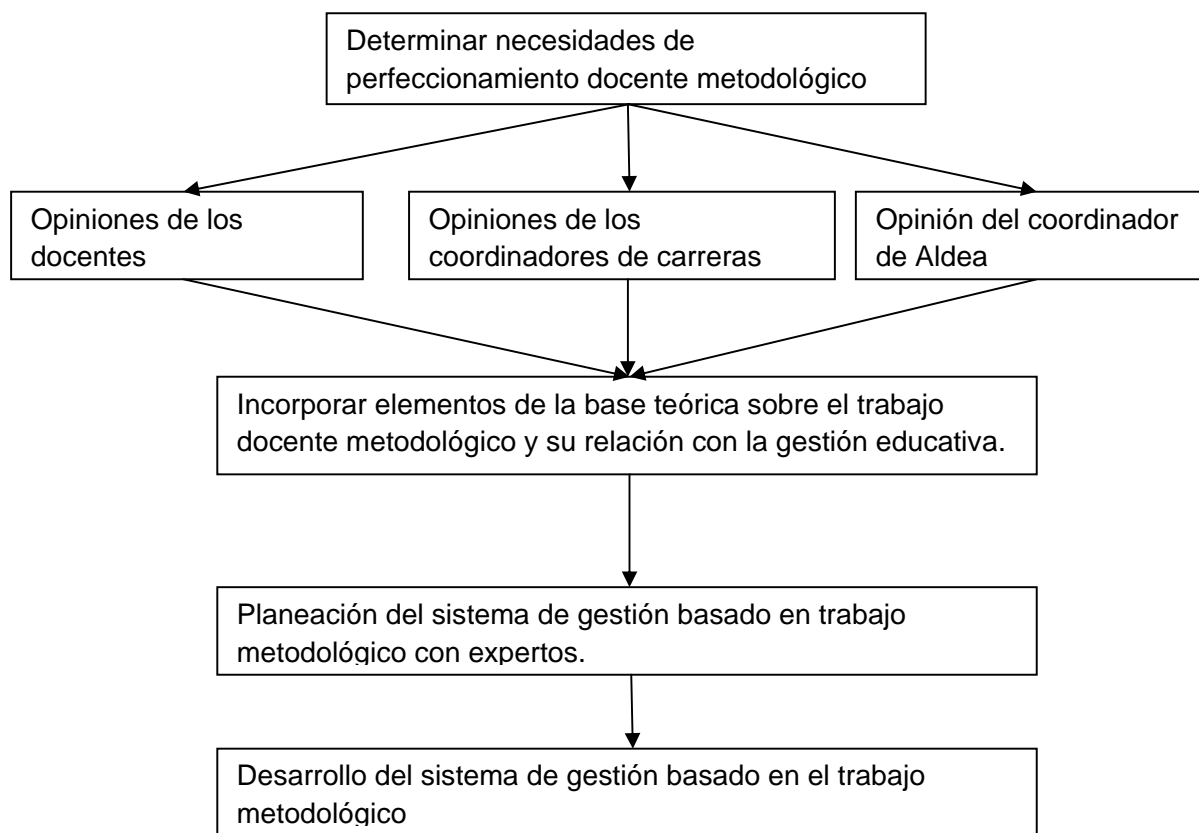 Determinar necesidades de
perfeccionamiento docente metodológico
Opiniones de los
docentes
Opiniones de los
coordinadores de carreras
Opinión del coordinador
de Aldea
Incorporar elementos de la base teórica sobre el trabajo
docente metodológico y su relación con la gestión educativa.
Planeación del sistema de gestión basado en trabajo
metodológico con expertos.
Desarrollo del sistema de gestión basado en el trabajo
metodológico